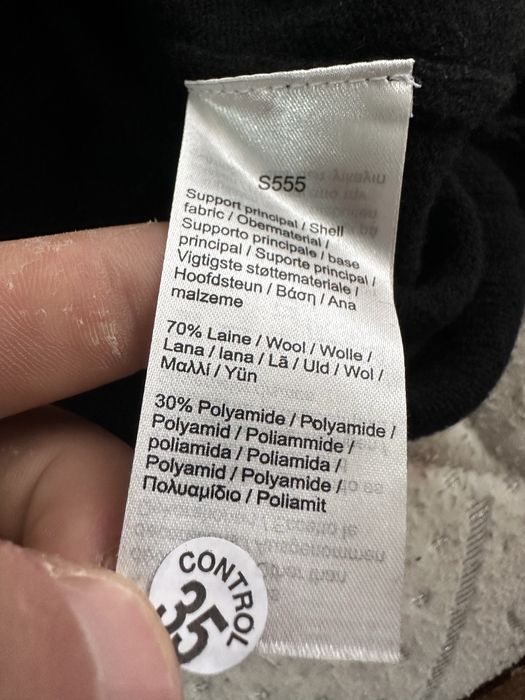 S555
Support principal / Shell
fabric / Obermaterial /
Supporto principale / base
principal / Suporte principal /
Vigtigste støttemateriale /
Hoofdsteun / Βάση / Ana
malzeme
70% Laine / Wool / Wolle /
Lana / lana / Lã / Uld / Wol /
Μαλλί / Yün
30% Polyamide / Polyamide /
Polyamid / Poliammide /
poliamida / Poliamida /
Polyamid / Polyamide /
Πολυαμίδιο / Poliamit
CONTROL
35